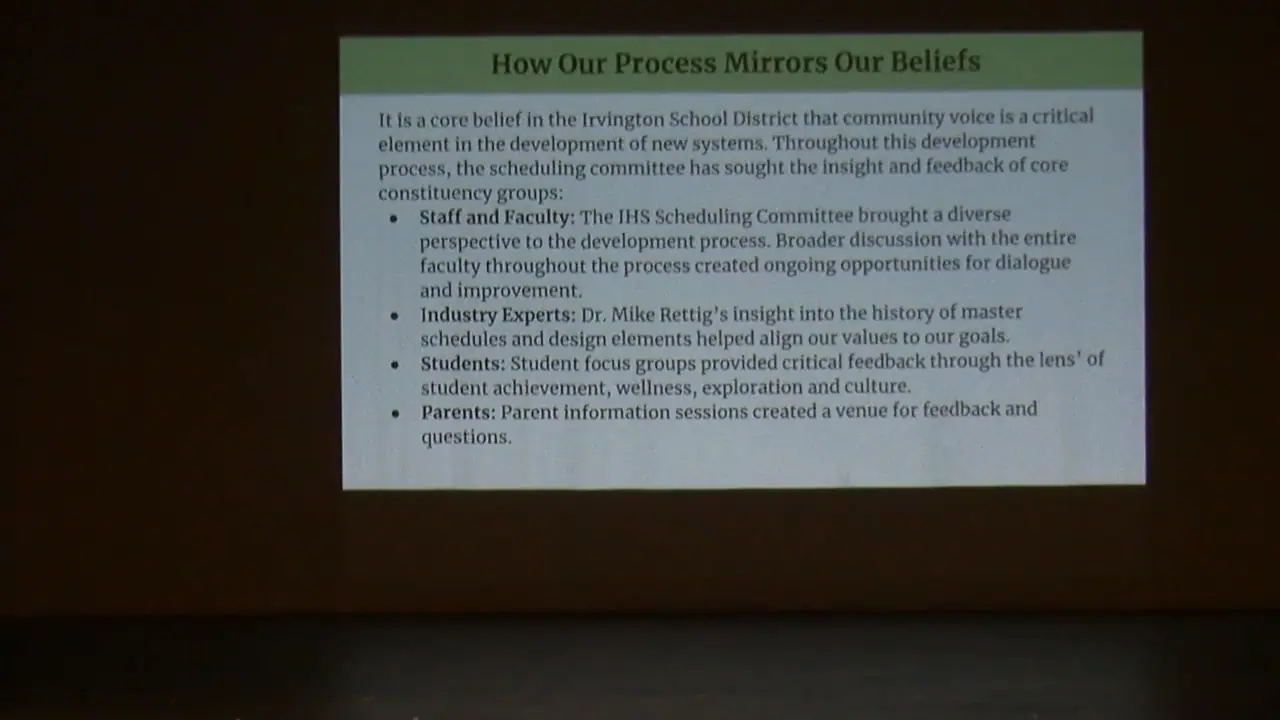 How Our Process Mirrors Our Beliefs
It is a core belief in the Irvington School District that community voice is a critical
element in the development of new systems. Throughout this development
process, the scheduling committee has sought the insight and feedback of core
constituency groups:
• Staff and Faculty: The IHS Scheduling Committee brought a diverse
perspective to the development process. Broader discussion with the entire
faculty throughout the process created ongoing opportunities for dialogue
and improvement.
• Industry Experts: Dr. Mike Rettig's insight into the history of master
schedules and design elements helped align our values to our goals.
• Students: Student focus groups provided critical feedback through the lens' of
student achievement, wellness, exploration and culture.
• Parents: Parent information sessions created a venue for feedback and
questions.